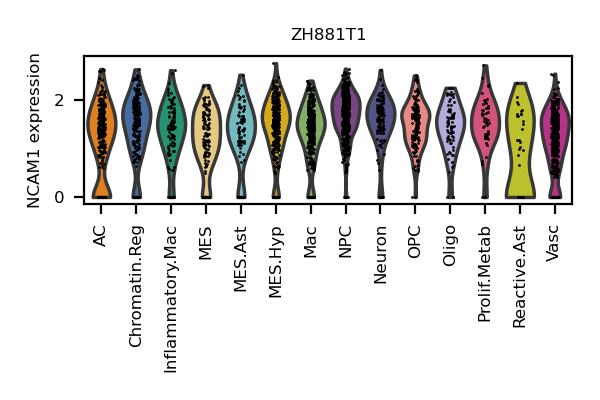 ZH881T1
NCAM1 expression
2
0
AC
Chromatin.Reg
Inflammatory.Mac
MES
MES.Ast
MES.Hyp
Mac
NPC
Neuron
OPC
Oligo
Prolif.Metab
Reactive.Ast
Vasc